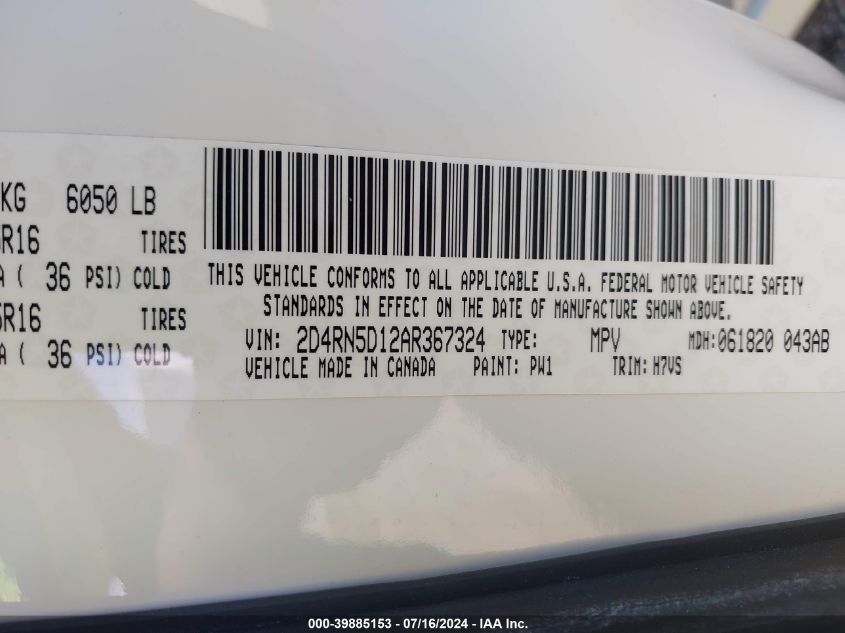 KG 6050 LB
R16 TIRES
( 36 PSI) COLD
R16 TIRES
A ( 36 PSI) COLD
THIS VEHICLE CONFORMS TO ALL APPLICABLE U.S.A. FEDERAL MOTOR VEHICLE SAFETY
STANDARDS IN EFFECT ON THE DATE OF MANUFACTURE SHOWN ABOVE.
VIN: 2D4RN5D12AR367324 TYPE: MPV MDH:061820 043AB
VEHICLE MADE IN CANADA PAINT: PW1 TRIM: H7VS
000-39885153 - 07/16/2024 - IAA Inc.